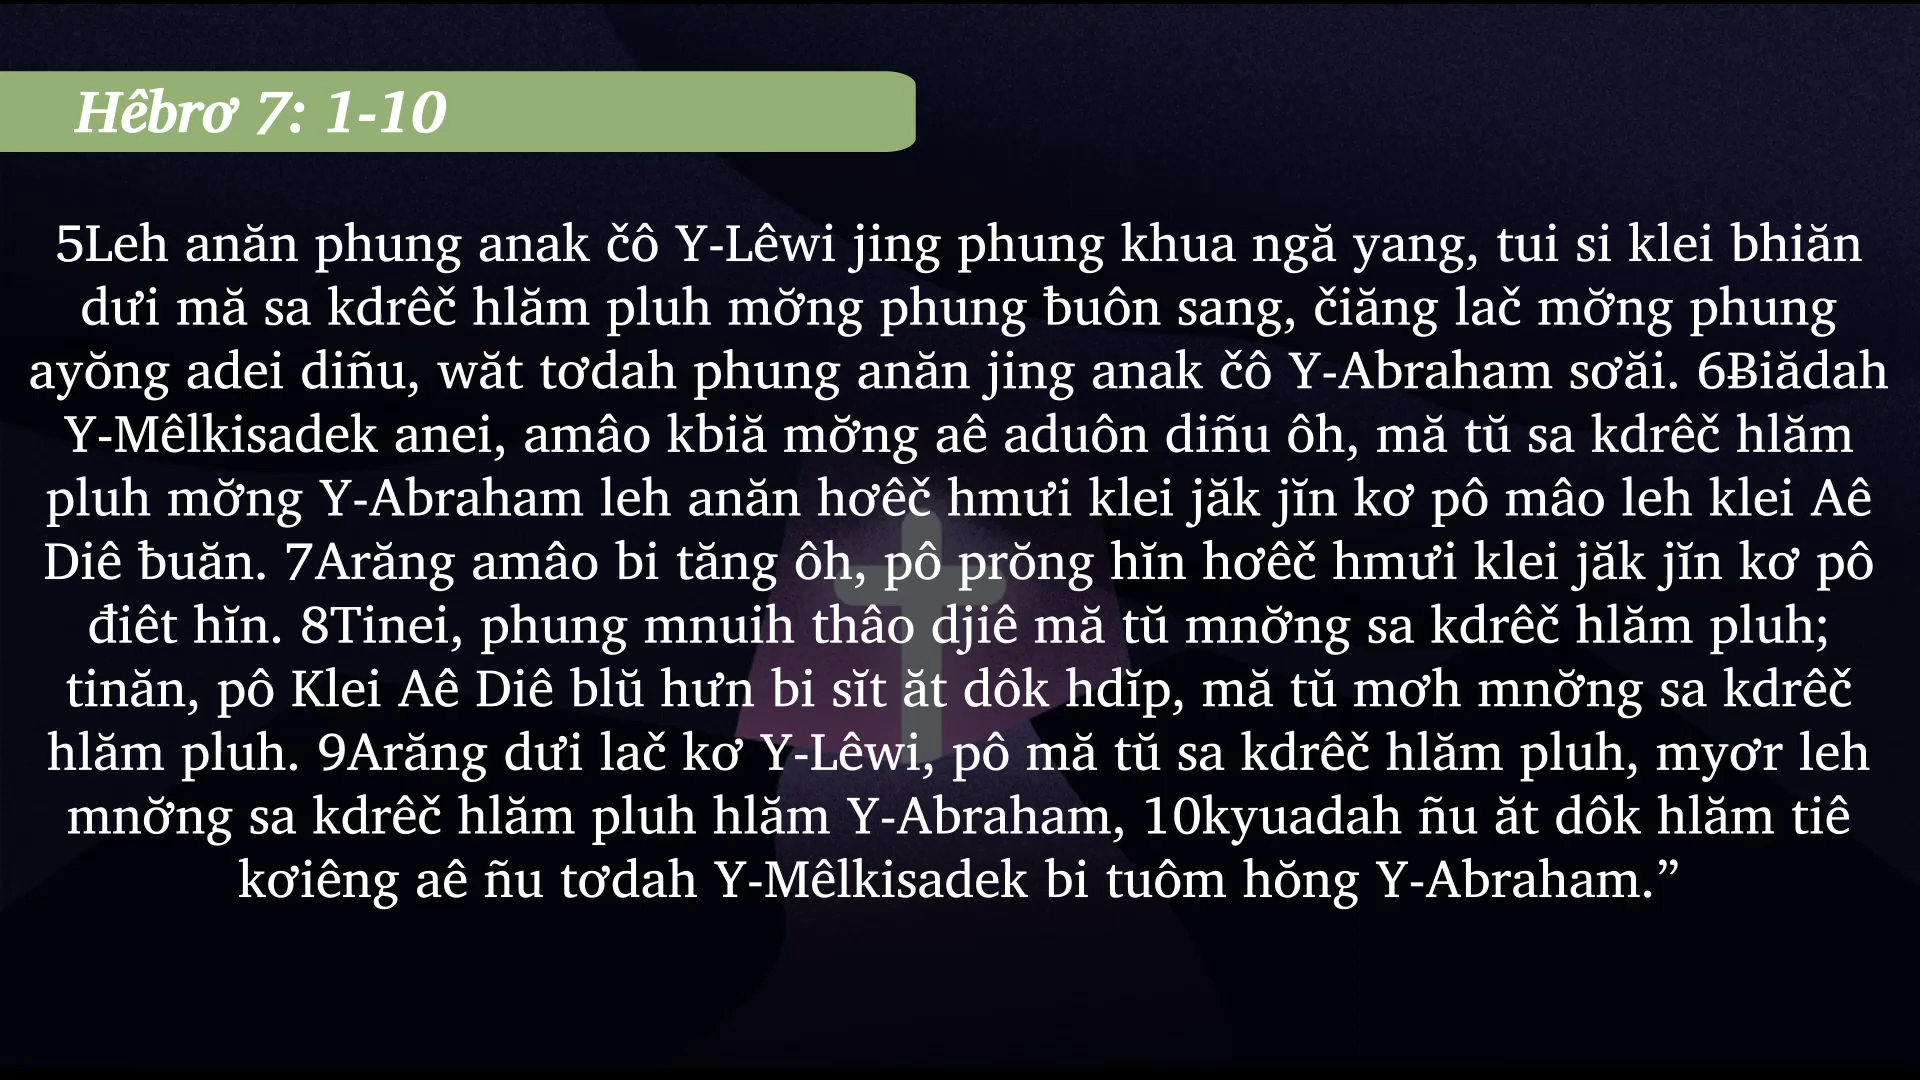 Hêbrơ 7: 1-10
5Leh anăn phung anak čô Y-Lêwi jing phung khua ngă yang, tui si klei bhiăn
dưi mă sa kdrêč hlăm pluh mơ̆ng phung ƀuôn sang, čiăng lač mơ̆ng phung
ayŏng adei diñu, wăt tơdah phung anăn jing anak čô Y-Abraham sơăi. 6Ƀiădah
Y-Mêlkisadek anei, amâo kbiă mơ̆ng aê aduôn diñu ôh, mă tŭ sa kdrêč hlăm
pluh mơ̆ng Y-Abraham leh anăn hơêč hmưi klei jăk jĭn kơ pô mâo leh klei Aê
Diê ƀuăn. 7Arăng amâo bi tăng ôh, pô prŏng hĭn hơêč hmưi klei jăk jĭn kơ pô
điêt hĭn. 8Tinei, phung mnuih thâo djiê mă tŭ mnơ̆ng sa kdrêč hlăm pluh;
tinăn, pô Klei Aê Diê blŭ hưn bi sĭt ăt dôk hdĭp, mă tŭ mơh mnơ̆ng sa kdrêč
hlăm pluh. 9Arăng dưi lač kơ Y-Lêwi, pô mă tŭ sa kdrêč hlăm pluh, myơr leh
mnơ̆ng sa kdrêč hlăm pluh hlăm Y-Abraham, 10kyuadah ñu ăt dôk hlăm tiê
kơiêng aê ñu tơdah Y-Mêlkisadek bi tuôm hŏng Y-Abraham.”